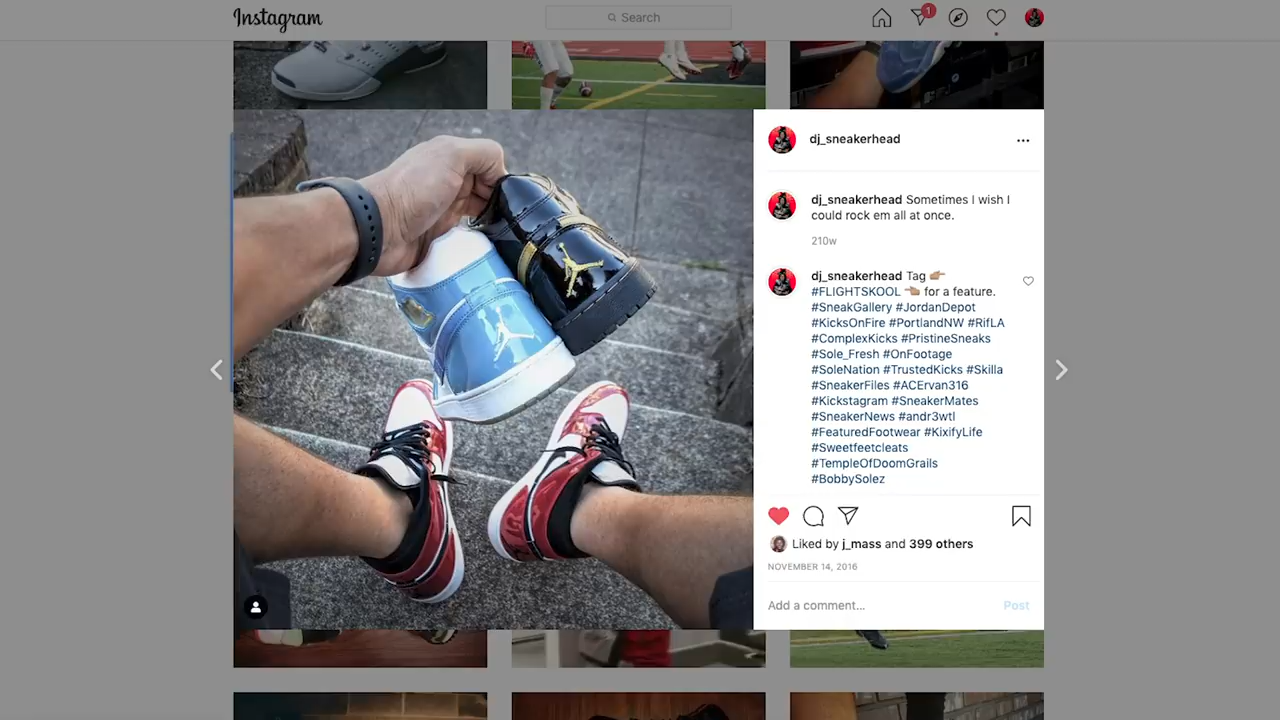 Instagram
Search
1
dj_sneakerhead
dj_sneakerhead Sometimes I wish I
could rock em all at once.
210w
dj_sneakerhead Tag 👉🏽
#FLIGHTSKOOL 👈🏽 for a feature.
#SneakGallery #JordanDepot
#KicksOnFire #PortlandNW #RifLA
#ComplexKicks #PristineSneaks
#Sole_Fresh #OnFootage
#SoleNation #TrustedKicks #Skilla
#SneakerFiles #ACErvan316
#Kickstagram #SneakerMates
#SneakerNews #andr3wtl
#FeaturedFootwear #KixifyLife
#Sweetfeetcleats
#TempleOfDoomGrails
#BobbySolez
Liked by j_mass and 399 others
NOVEMBER 14, 2016
Add a comment...
Post